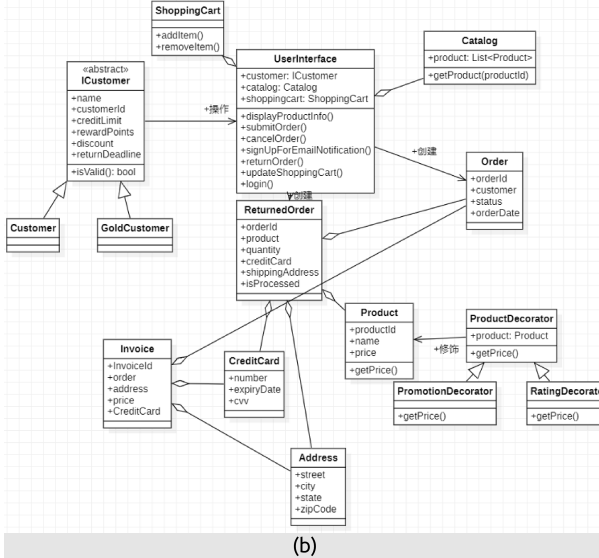 ShoppingCart
+addItem()
+removeItem()
«abstract»
ICustomer
+name
+customerId
+creditLimit
+rewardPoints
+discount
+returnDeadline
+isValid(): bool
UserInterface
+customer: ICustomer
+catalog: Catalog
+shoppingcart: ShoppingCart
+displayProductInfo()
+submitOrder()
+cancelOrder()
+signUpForEmailNotification()
+returnOrder()
+updateShoppingCart()
+login()
Catalog
+product: List<Product>
+getProduct(productId)
+操作
+创建
Order
+orderId
+customer
+status
+orderDate
Customer
GoldCustomer
+创建
ReturnedOrder
+orderId
+product
+quantity
+creditCard
+shippingAddress
+isProcessed
Product
+productId
+name
+price
+getPrice()
+修饰
ProductDecorator
+product: Product
+getPrice()
Invoice
+InvoiceId
+order
+address
+price
+CreditCard
CreditCard
+number
+expiryDate
+cvv
PromotionDecorator
+getPrice()
RatingDecorato
+getPrice()
Address
+street
+city
+state
+zipCode
(b)